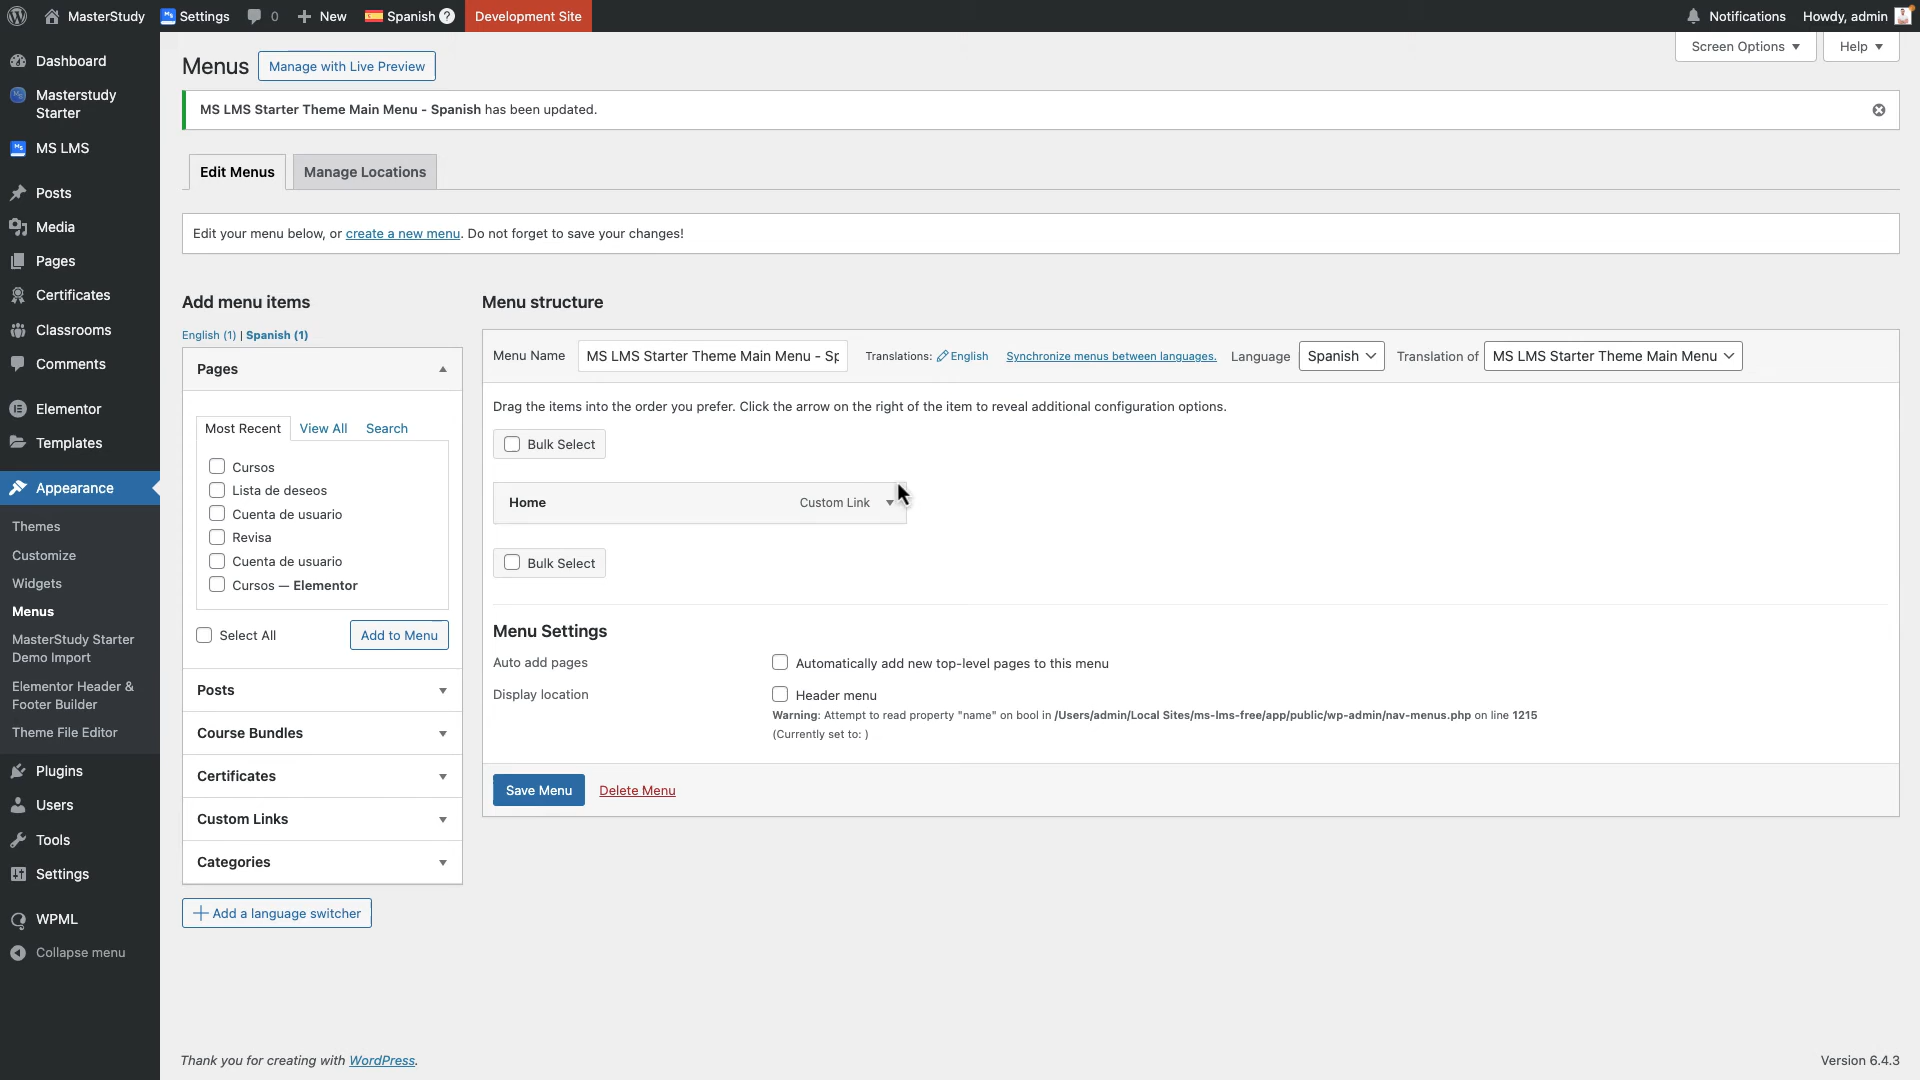 MasterStudy Settings 0 New Spanish ? Development Site Notifications Howdy, admin
Screen Options Help
Dashboard
Masterstudy
Starter
MS LMS
Posts
Media
Pages
Certificates
Classrooms
Comments
Elementor
Templates
Appearance
Themes
Customize
Widgets
Menus
MasterStudy Starter
Demo Import
Elementor Header &
Footer Builder
Theme File Editor
Plugins
Users
Tools
Settings
WPML
Collapse menu
Menus Manage with Live Preview
MS LMS Starter Theme Main Menu - Spanish has been updated.
Edit Menus Manage Locations
Edit your menu below, or create a new menu. Do not forget to save your changes!
Add menu items
English (1) | Spanish (1)
Pages
Most Recent View All Search
Cursos
Lista de deseos
Cuenta de usuario
Revisa
Cuenta de usuario
Cursos — Elementor
Select All Add to Menu
Posts
Course Bundles
Certificates
Custom Links
Categories
Add a language switcher
Menu structure
Menu Name MS LMS Starter Theme Main Menu - Sp Translations: English Synchronize menus between languages. Language Spanish Translation of MS LMS Starter Theme Main Menu
Drag the items into the order you prefer. Click the arrow on the right of the item to reveal additional configuration options.
Bulk Select
Home Custom Link
Bulk Select
Menu Settings
Auto add pages Automatically add new top-level pages to this menu
Display location Header menu
Warning: Attempt to read property "name" on bool in /Users/admin/Local Sites/ms-lms-free/app/public/wp-admin/nav-menus.php on line 1215
(Currently set to: )
Save Menu Delete Menu
Thank you for creating with WordPress. Version 6.4.3